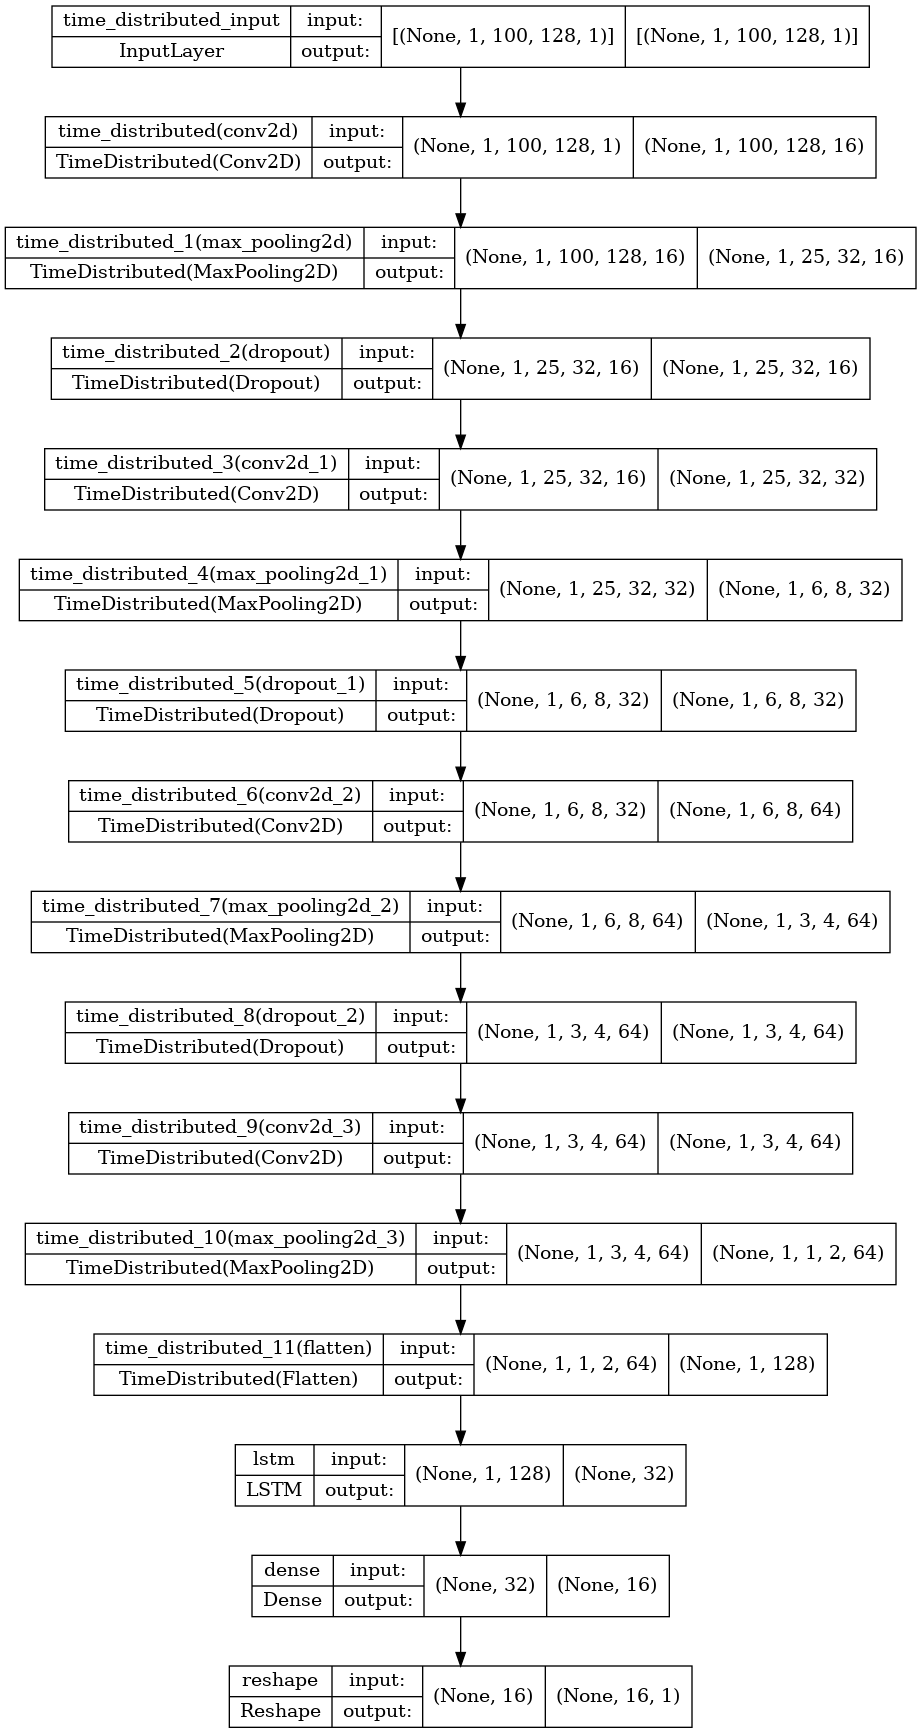 time_distributed_input input: [(None, 1, 100, 128, 1)] [(None, 1, 100, 128, 1)]
InputLayer output:
time_distributed(conv2d) input: (None, 1, 100, 128, 1) (None, 1, 100, 128, 16)
TimeDistributed(Conv2D) output:
time_distributed_1(max_pooling2d) input: (None, 1, 100, 128, 16) (None, 1, 25, 32, 16)
TimeDistributed(MaxPooling2D) output:
time_distributed_2(dropout) input: (None, 1, 25, 32, 16) (None, 1, 25, 32, 16)
TimeDistributed(Dropout) output:
time_distributed_3(conv2d_1) input: (None, 1, 25, 32, 16) (None, 1, 25, 32, 32)
TimeDistributed(Conv2D) output:
time_distributed_4(max_pooling2d_1) input: (None, 1, 25, 32, 32) (None, 1, 6, 8, 32)
TimeDistributed(MaxPooling2D) output:
time_distributed_5(dropout_1) input: (None, 1, 6, 8, 32) (None, 1, 6, 8, 32)
TimeDistributed(Dropout) output:
time_distributed_6(conv2d_2) input: (None, 1, 6, 8, 32) (None, 1, 6, 8, 64)
TimeDistributed(Conv2D) output:
time_distributed_7(max_pooling2d_2) input: (None, 1, 6, 8, 64) (None, 1, 3, 4, 64)
TimeDistributed(MaxPooling2D) output:
time_distributed_8(dropout_2) input: (None, 1, 3, 4, 64) (None, 1, 3, 4, 64)
TimeDistributed(Dropout) output:
time_distributed_9(conv2d_3) input: (None, 1, 3, 4, 64) (None, 1, 3, 4, 64)
TimeDistributed(Conv2D) output:
time_distributed_10(max_pooling2d_3) input: (None, 1, 3, 4, 64) (None, 1, 1, 2, 64)
TimeDistributed(MaxPooling2D) output:
time_distributed_11(flatten) input: (None, 1, 1, 2, 64) (None, 1, 128)
TimeDistributed(Flatten) output:
lstm input: (None, 1, 128) (None, 32)
LSTM output:
dense input: (None, 32) (None, 16)
Dense output:
reshape input: (None, 16) (None, 16, 1)
Reshape output: